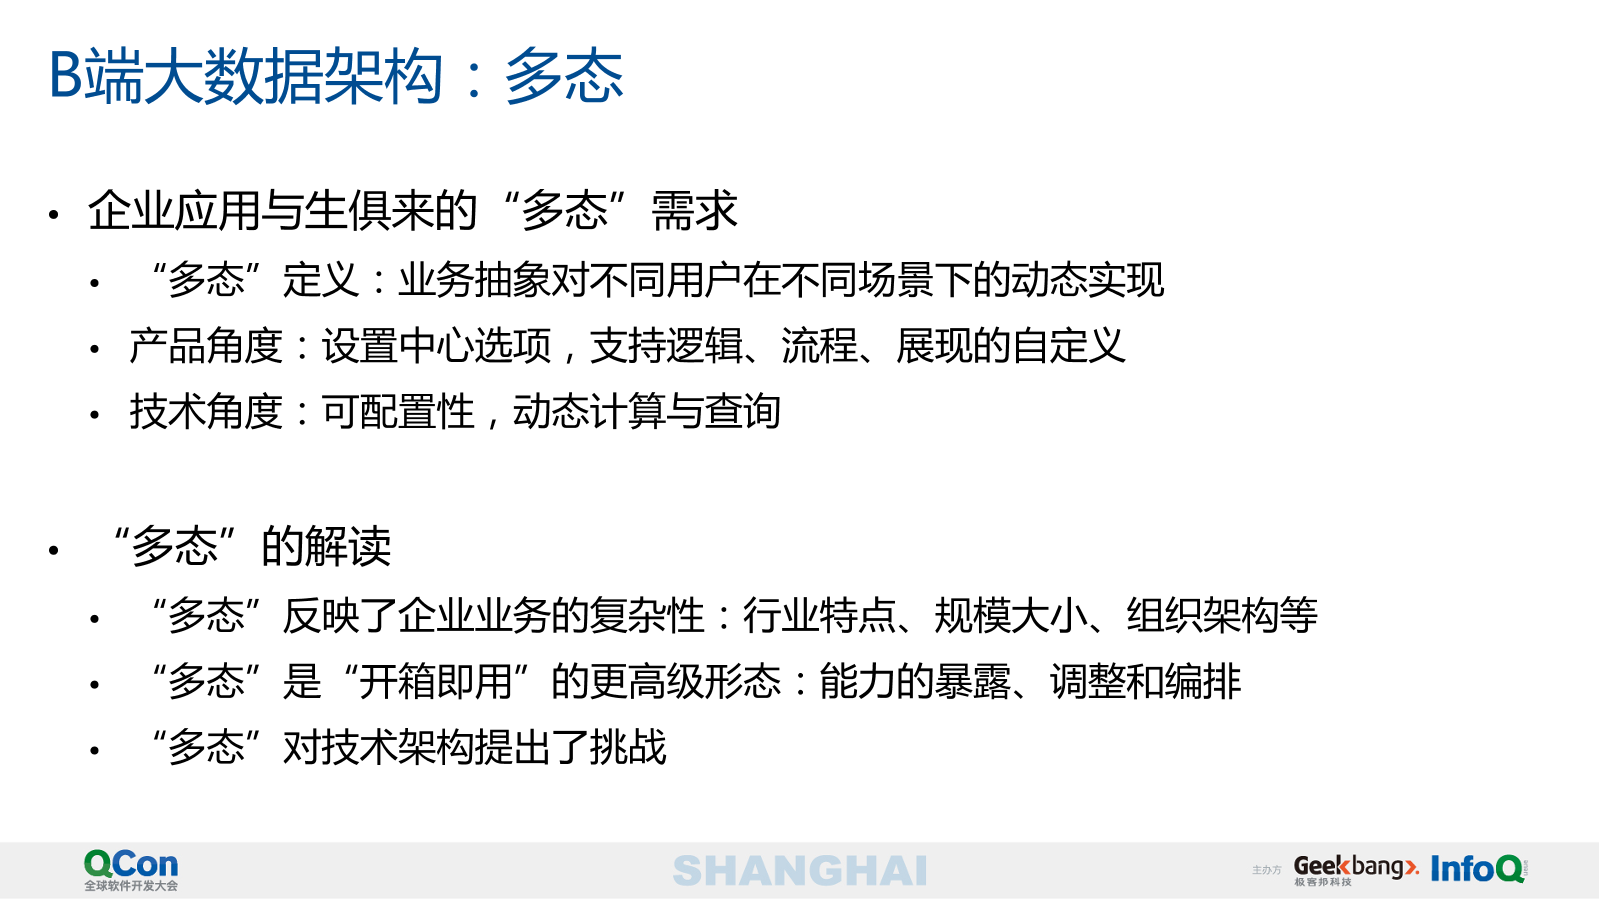 B端大数据架构：多态
• 企业应用与生俱来的“多态”需求
• “多态”定义：业务抽象对不同用户在不同场景下的动态实现
• 产品角度：设置中心选项，支持逻辑、流程、展现的自定义
• 技术角度：可配置性，动态计算与查询
• “多态”的解读
• “多态”反映了企业业务的复杂性：行业特点、规模大小、组织架构等
• “多态”是“开箱即用”的更高级形态：能力的暴露、调整和编排
• “多态”对技术架构提出了挑战
QCon
全球软件开发大会
SHANGHAI
主办方
Geekbang>.
极客邦科技
InfoQ